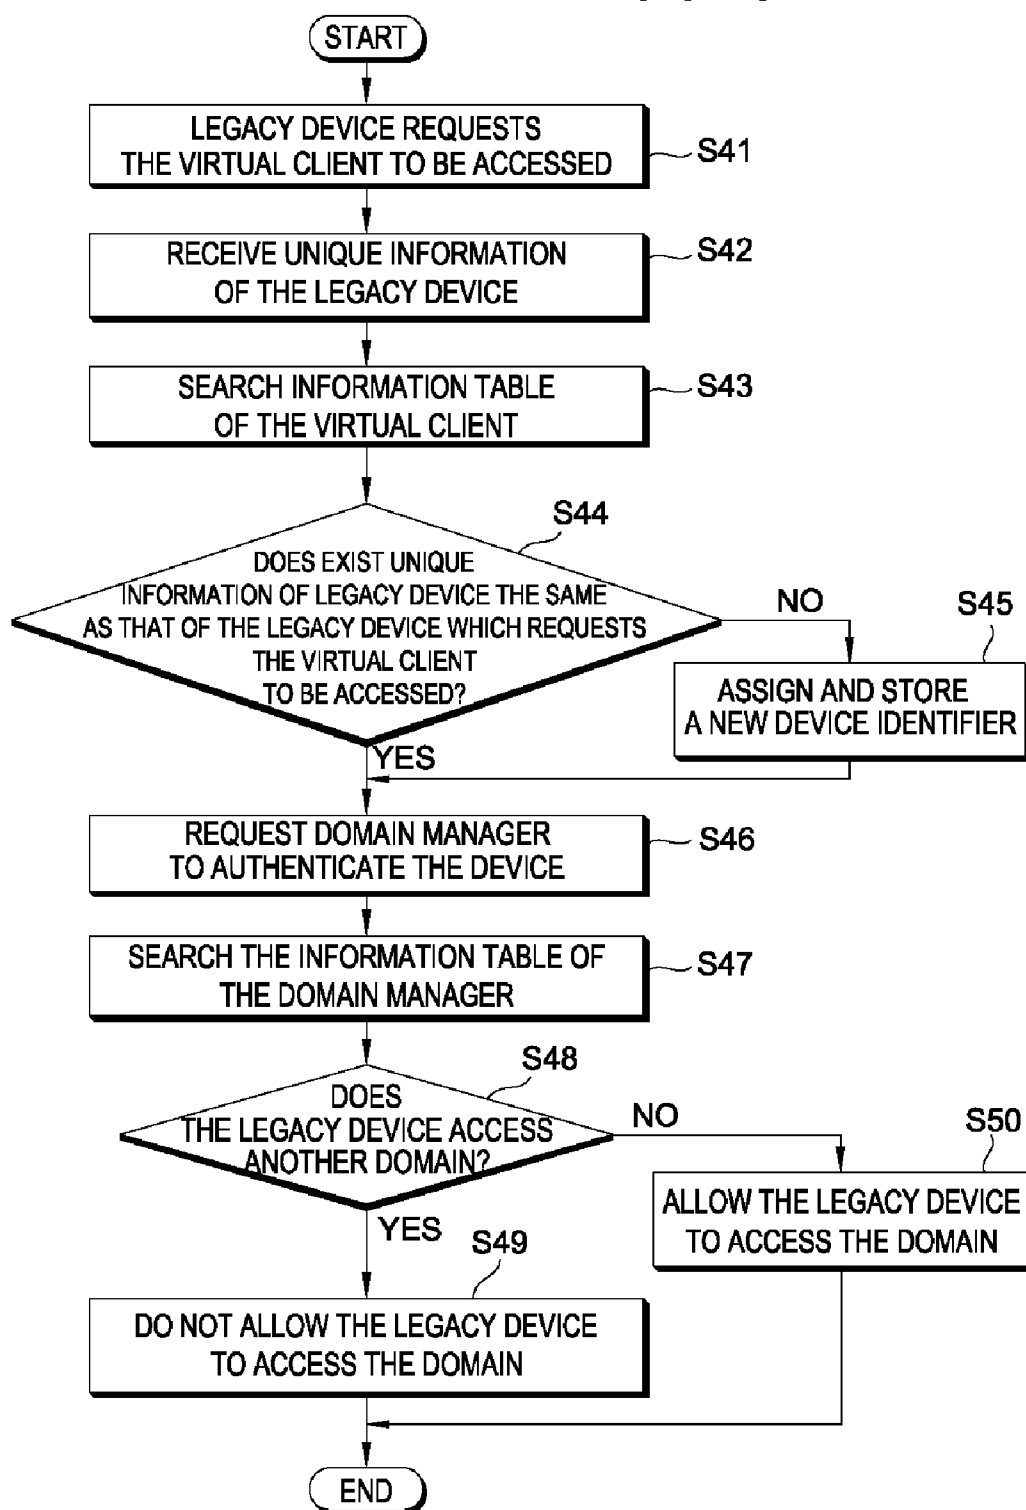 START
LEGACY DEVICE REQUESTS
THE VIRTUAL CLIENT TO BE ACCESSED
S41
RECEIVE UNIQUE INFORMATION
OF THE LEGACY DEVICE
S42
SEARCH INFORMATION TABLE
OF THE VIRTUAL CLIENT
S43
S44
DOES EXIST UNIQUE
INFORMATION OF LEGACY DEVICE THE SAME
AS THAT OF THE LEGACY DEVICE WHICH REQUESTS
THE VIRTUAL CLIENT
TO BE ACCESSED?
NO
S45
ASSIGN AND STORE
A NEW DEVICE IDENTIFIER
YES
REQUEST DOMAIN MANAGER
TO AUTHENTICATE THE DEVICE
S46
SEARCH THE INFORMATION TABLE OF
THE DOMAIN MANAGER
S47
S48
DOES
THE LEGACY DEVICE ACCESS
ANOTHER DOMAIN?
NO
S50
ALLOW THE LEGACY DEVICE
TO ACCESS THE DOMAIN
YES
S49
DO NOT ALLOW THE LEGACY DEVICE
TO ACCESS THE DOMAIN
END